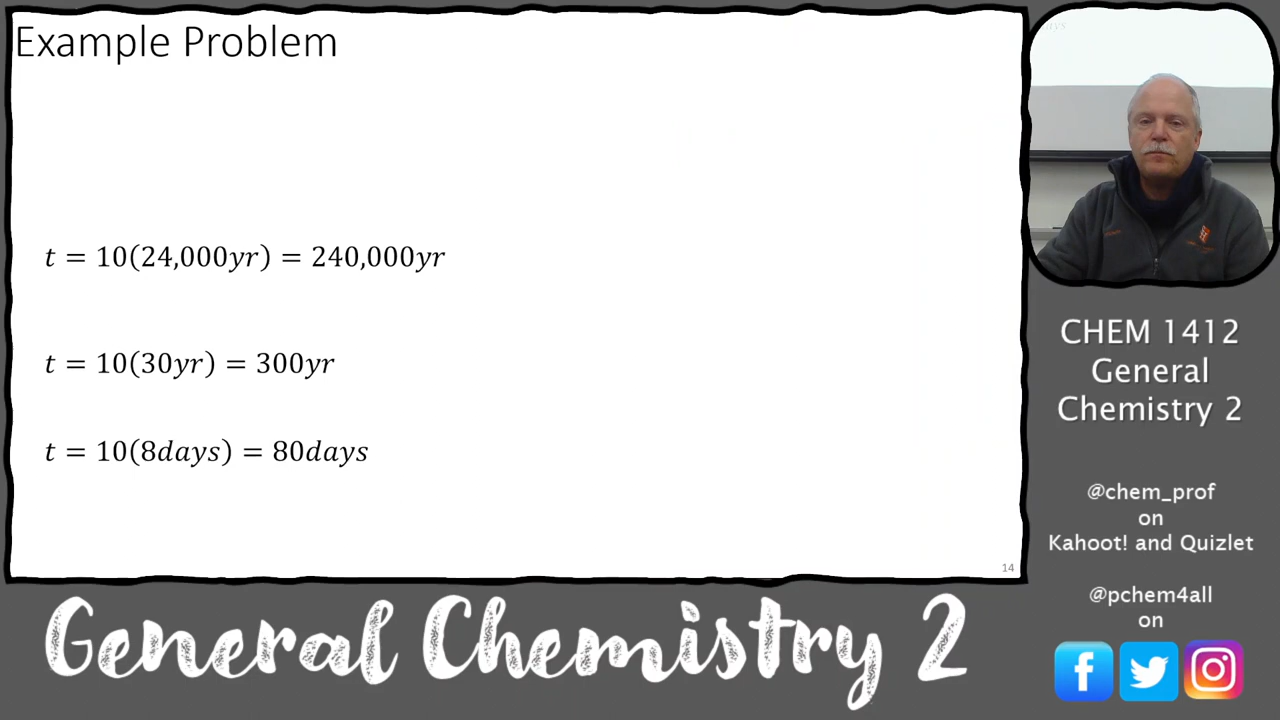 Example Problem
t = 10(24,000yr) = 240,000yr
t = 10(30yr) = 300yr
t = 10(8days) = 80days
14
CHEM 1412
General
Chemistry 2
@chem_prof
on
Kahoot! and Quizlet
@pchem4all
on
General Chemistry 2